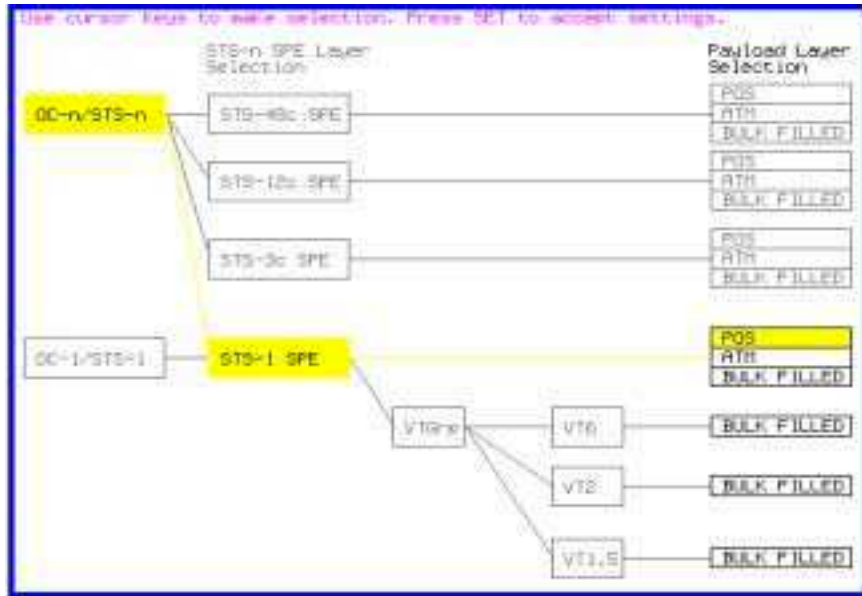 Use cursor keys to make selection. Press SET to accept settings.
STS-n SPE Layer
Selection
Payload Layer
Selection
OC-n/STS-n
STS-48c SPE
POS
ATM
BULK FILLED
STS-12c SPE
POS
ATM
BULK FILLED
STS-3c SPE
POS
ATM
BULK FILLED
OC-1/STS-1
STS-1 SPE
POS
ATM
BULK FILLED
VTGrp
VT6
BULK FILLED
VT2
BULK FILLED
VT1.5
BULK FILLED